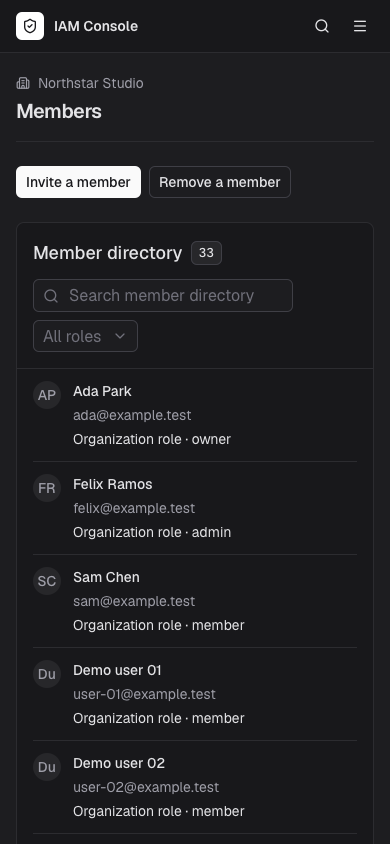 IAM Console
Northstar Studio
Members
Invite a member
Remove a member
Member directory 33
Search member directory
All roles
AP
Ada Park
ada@example.test
Organization role · owner
FR
Felix Ramos
felix@example.test
Organization role · admin
SC
Sam Chen
sam@example.test
Organization role · member
Du
Demo user 01
user-01@example.test
Organization role · member
Du
Demo user 02
user-02@example.test
Organization role · member